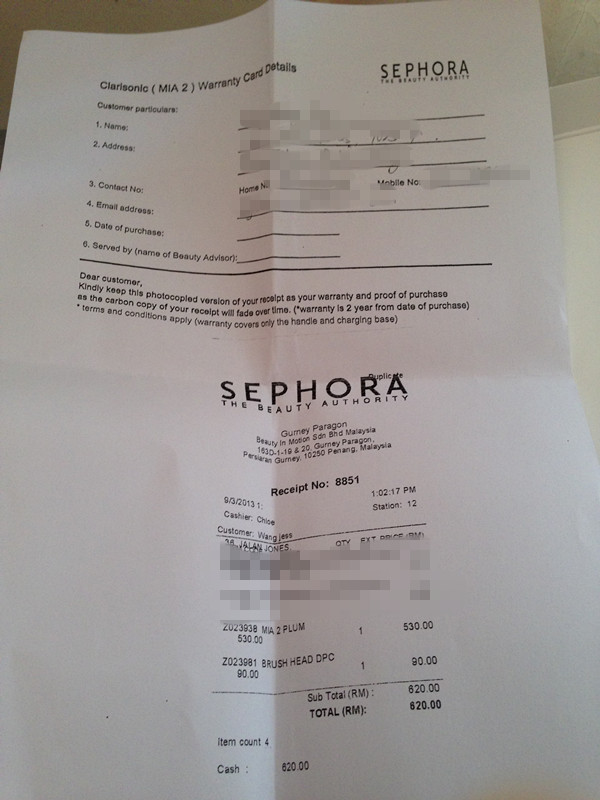 Clarisonic ( MIA 2 ) Warranty Card Details
SEPHORA
THE BEAUTY AUTHORITY
Customer particulars:
1. Name:
2. Address:
3. Contact No: Home N Mobile No:
4. Email address:
5. Date of purchase:
6. Served by (name of Beauty Advisor):
Dear customer,
Kindly keep this photocopied version of your receipt as your warranty and proof of purchase
as the carbon copy of your receipt will fade over time. (*warranty is 2 year from date of purchase)
* terms and conditions apply (warranty covers only the handle and charging base)
Duplicate
SEPHORA
THE BEAUTY AUTHORITY
Gurney Paragon
Beauty In Motion Sdn Bhd Malaysia
163D-1-19 & 20, Gurney Paragon,
Persiaran Gurney, 10250 Penang, Malaysia
Receipt No: 8851
9/3/2013 1: 1:02:17 PM
Cashier: Chloe Station: 12
Customer: Wang jess
36, JALAN JONES QTY EXT PRICE (RM)
Z023938 MIA 2 PLUM 1 530.00
530.00
Z023981 BRUSH HEAD DPC 1 90.00
90.00
Sub Total (RM) : 620.00
TOTAL (RM): 620.00
Item count 4
Cash : 620.00